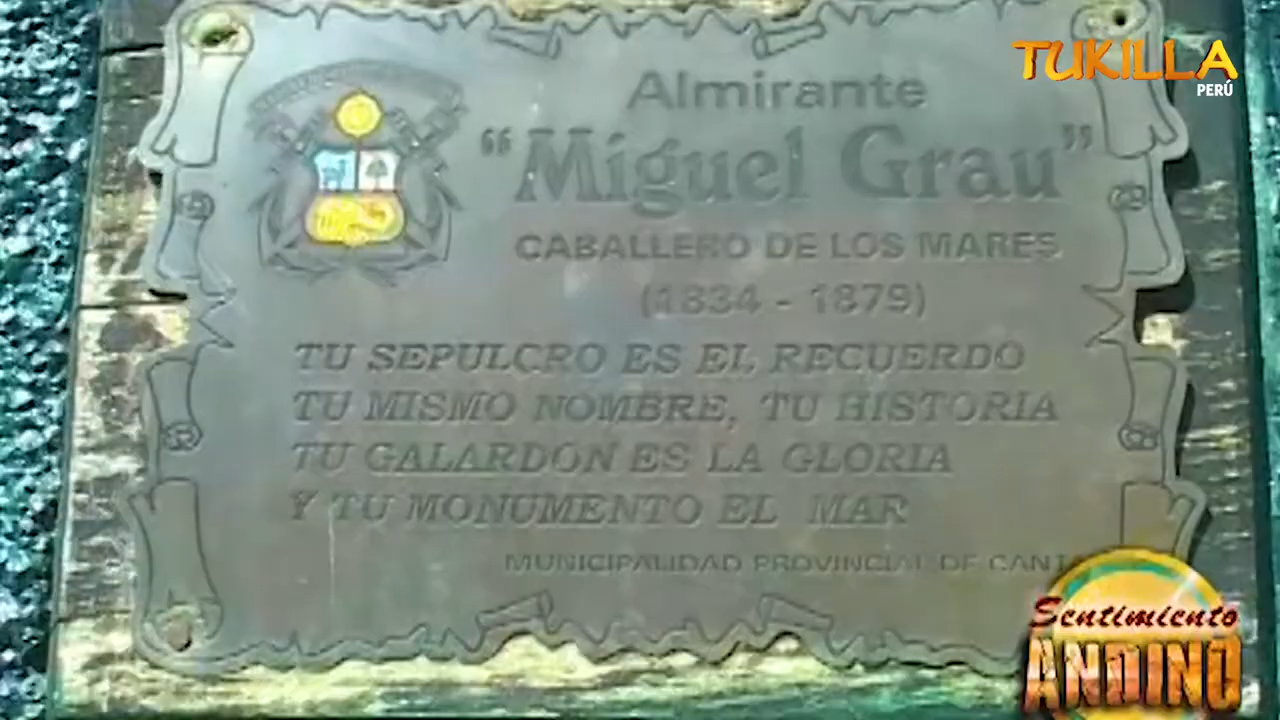 TUKILLA
PERÚ
Almirante
"Miguel Grau"
CABALLERO DE LOS MARES
(1834 - 1879)
TU SEPULCRO ES EL RECUERDO
TU MISMO NOMBRE, TU HISTORIA
TU GALARDON ES LA GLORIA
Y TU MONUMENTO EL MAR
MUNICIPALIDAD PROVINCIAL DE
Sentimiento
ANDINO